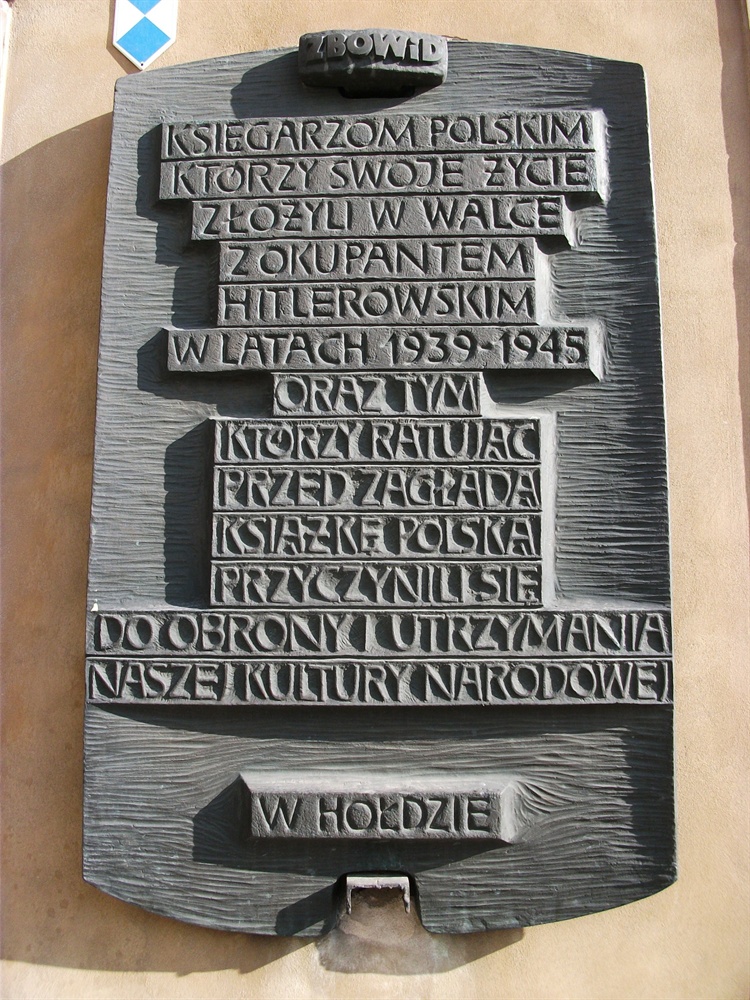 ZBOWiD
KSIĘGARZOM POLSKIM
KTÓRZY SWOJE ŻYCIE
ZŁOŻYLI W WALCE
Z OKUPANTEM
HITLEROWSKIM
W LATACH 1939-1945
ORAZ TYM
KTÓRZY RATUJĄC
PRZED ZAGŁADĄ
KSIĄŻKĘ POLSKĄ
PRZYCZYNILI SIĘ
DO OBRONY I UTRZYMANIA
NASZEJ KULTURY NARODOWEJ
W HOŁDZIE